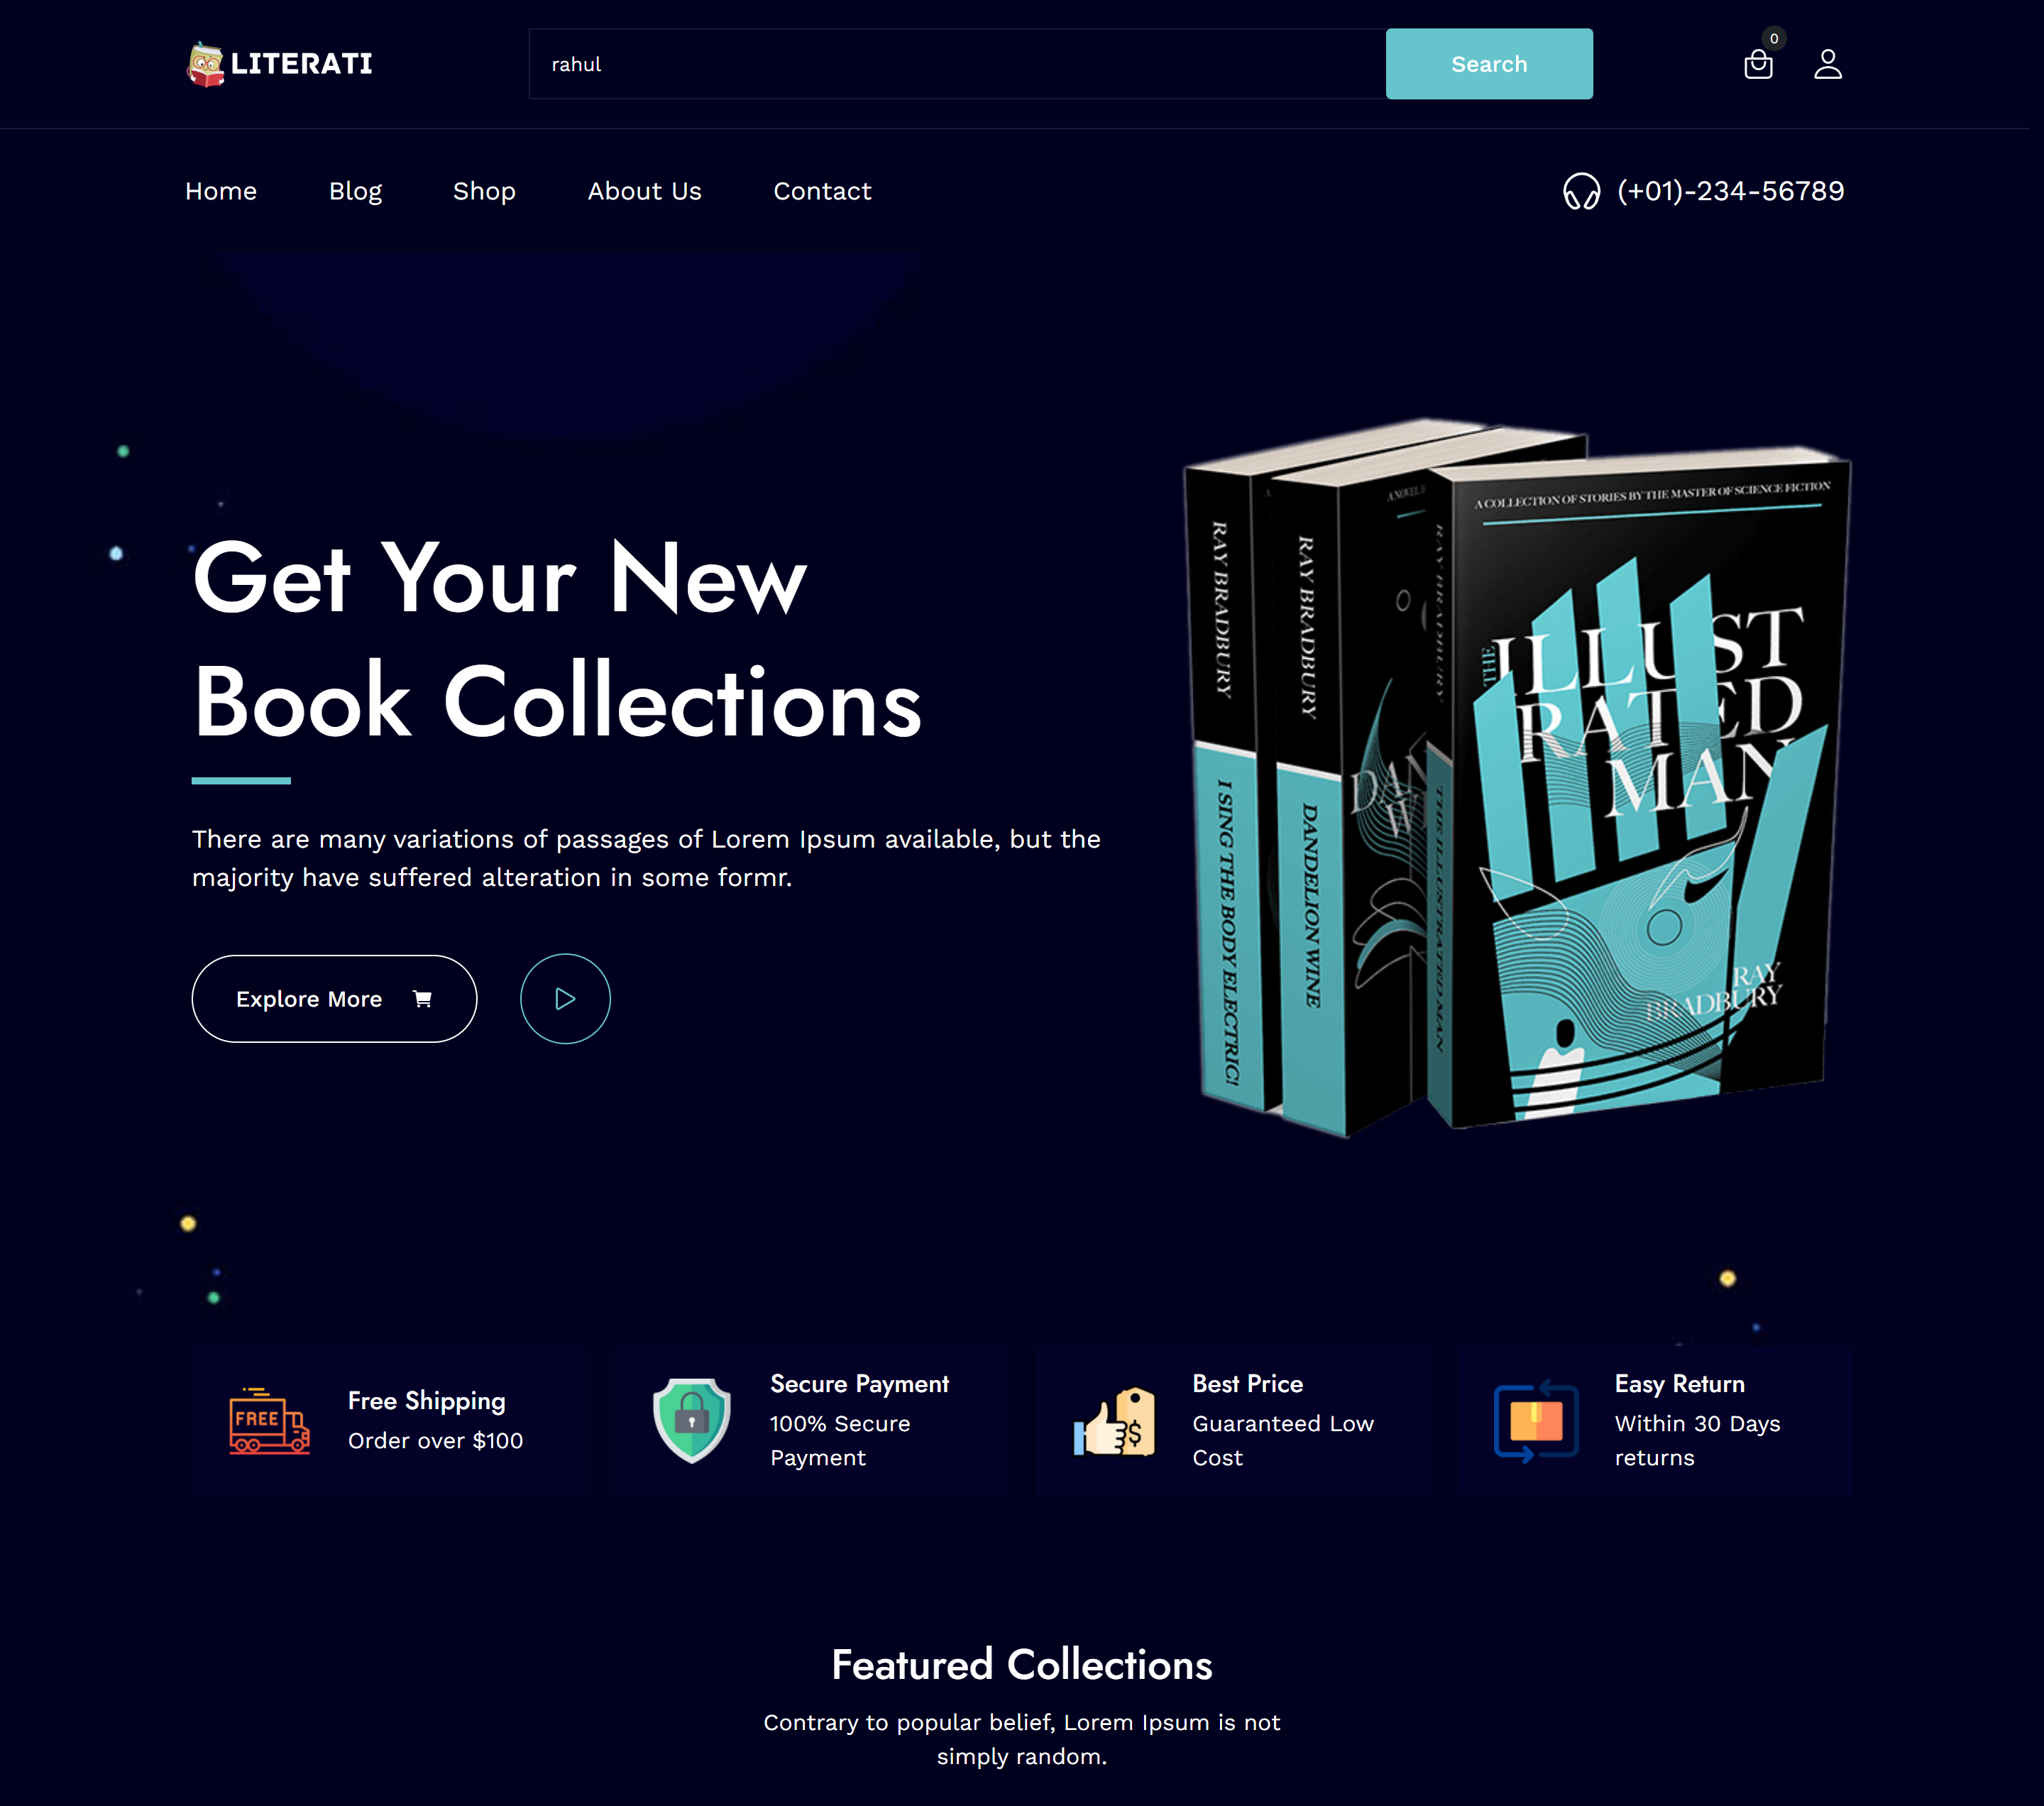 LITERATI
rahul
Search
0
Home
Blog
Shop
About Us
Contact
(+01)-234-56789
Get Your New
Book Collections
There are many variations of passages of Lorem Ipsum available, but the
majority have suffered alteration in some formr.
Explore More
RAY BRADBURY
I SING THE BODY ELECTRIC!
RAY BRADBURY
DANDELION WINE
A NOVEL
RAY BRADBURY
THE ILLUSTRATED MAN
A COLLECTION OF STORIES BY THE MASTER OF SCIENCE FICTION
THE
ILLUST
RATED
MAN
RAY
BRADBURY
FREE
Free Shipping
Order over $100
Secure Payment
100% Secure
Payment
$
Best Price
Guaranteed Low
Cost
Easy Return
Within 30 Days
returns
Featured Collections
Contrary to popular belief, Lorem Ipsum is not
simply random.